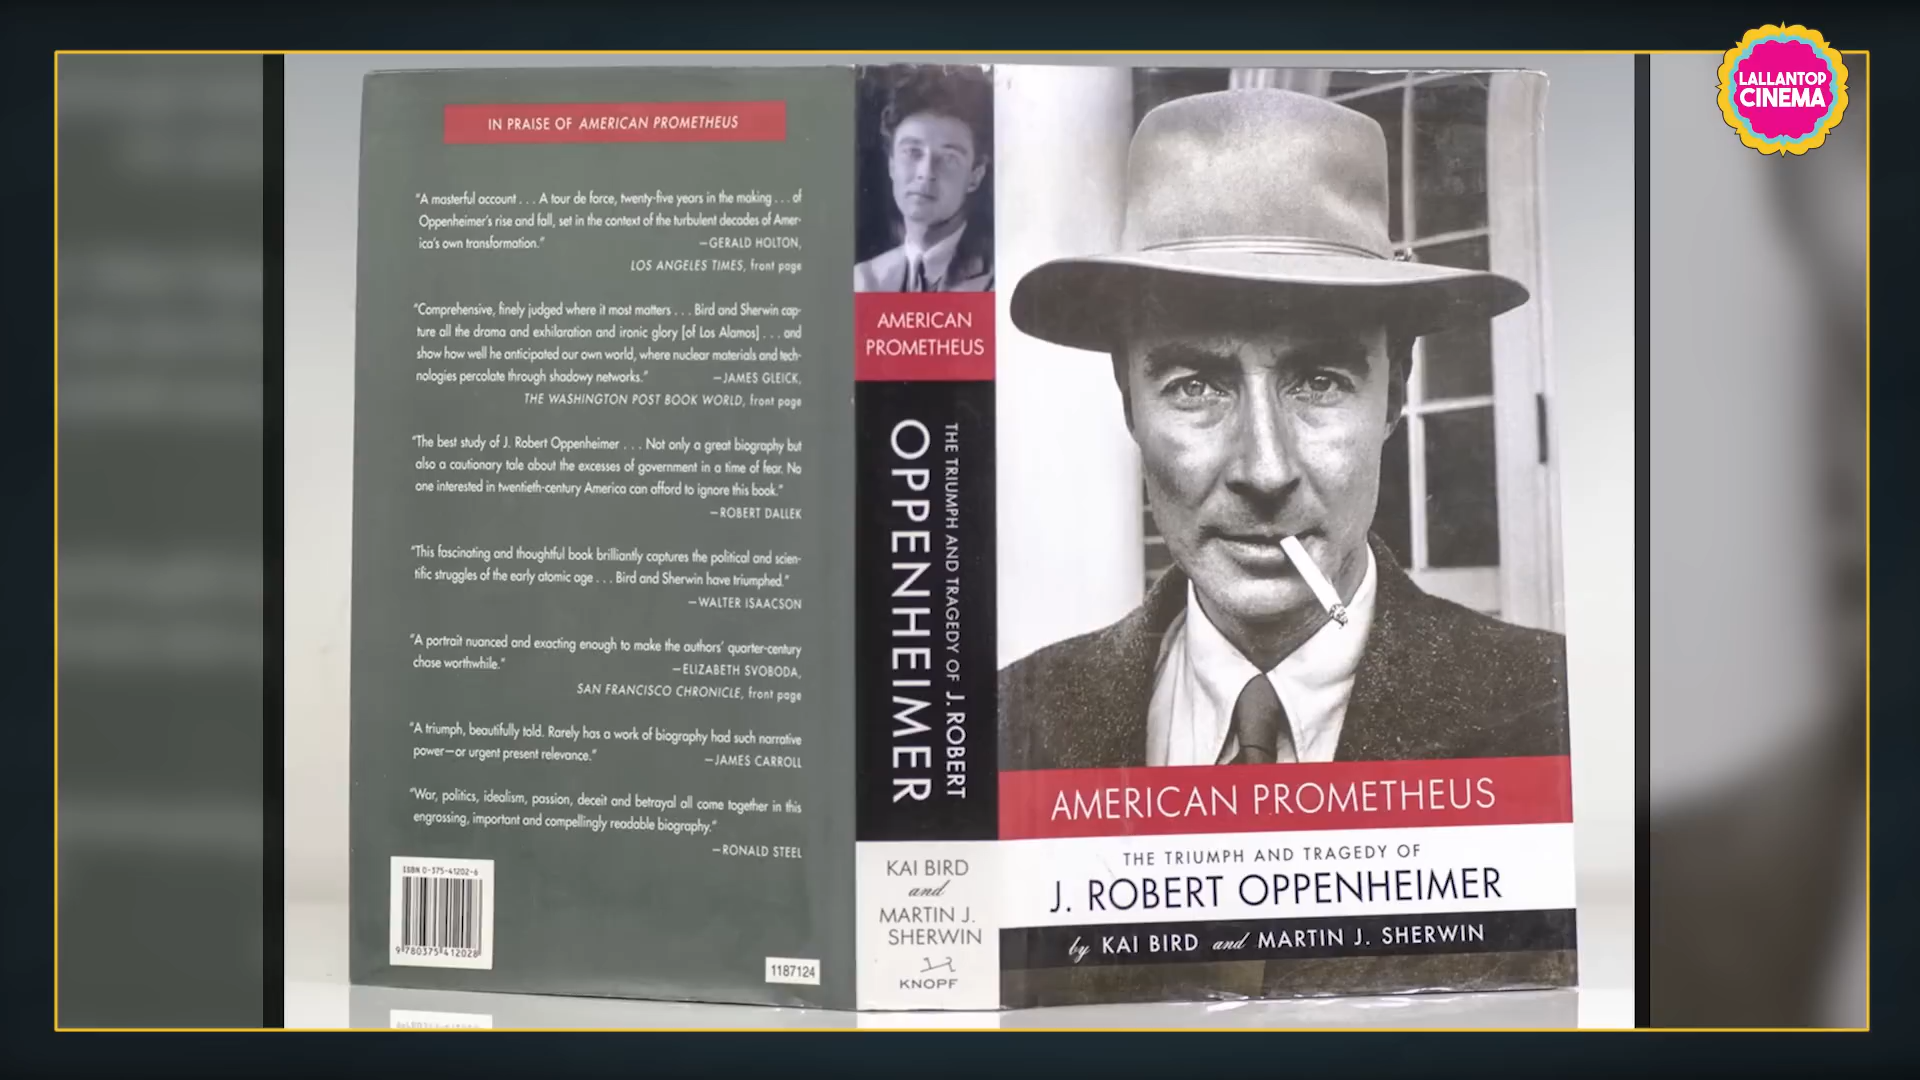 LALLANTOP
CINEMA
IN PRAISE OF AMERICAN PROMETHEUS
"A masterful account . . . A tour de force, twenty-five years in the making . . . of
Oppenheimer's rise and fall, set in the context of the turbulent decades of Amer-
ica's own transformation."
—GERALD HOLTON,
LOS ANGELES TIMES, front page
"Comprehensive, finely judged where it most matters . . . Bird and Sherwin cap-
ture all the drama and exhilaration and ironic glory [of Los Alamos] . . . and
show how well he anticipated our own world, where nuclear materials and tech-
nologies percolate through shadowy networks."
—JAMES GLEICK,
THE WASHINGTON POST BOOK WORLD, front page
"The best study of J. Robert Oppenheimer . . . Not only a great biography but
also a cautionary tale about the excesses of government in a time of fear. No
one interested in twentieth-century America can afford to ignore this book."
—ROBERT DALLEK
"This fascinating and thoughtful book brilliantly captures the political and scien-
tific struggles of the early atomic age . . . Bird and Sherwin have triumphed."
—WALTER ISAACSON
"A portrait nuanced and exacting enough to make the authors' quarter-century
chase worthwhile."
—ELIZABETH SVOBODA,
SAN FRANCISCO CHRONICLE, front page
"A triumph, beautifully told. Rarely has a work of biography had such narrative
power—or urgent present relevance."
—JAMES CARROLL
"War, politics, idealism, passion, deceit and betrayal all come together in this
engrossing, important and compellingly readable biography."
—RONALD STEEL
ISBN 0-375-41202-6
9 780375 412028
1187124
AMERICAN
PROMETHEUS
THE TRIUMPH AND TRAGEDY OF J. ROBERT
OPPENHEIMER
KAI BIRD
and
MARTIN J.
SHERWIN
KNOPF
AMERICAN PROMETHEUS
THE TRIUMPH AND TRAGEDY OF
J. ROBERT OPPENHEIMER
by KAI BIRD and MARTIN J. SHERWIN